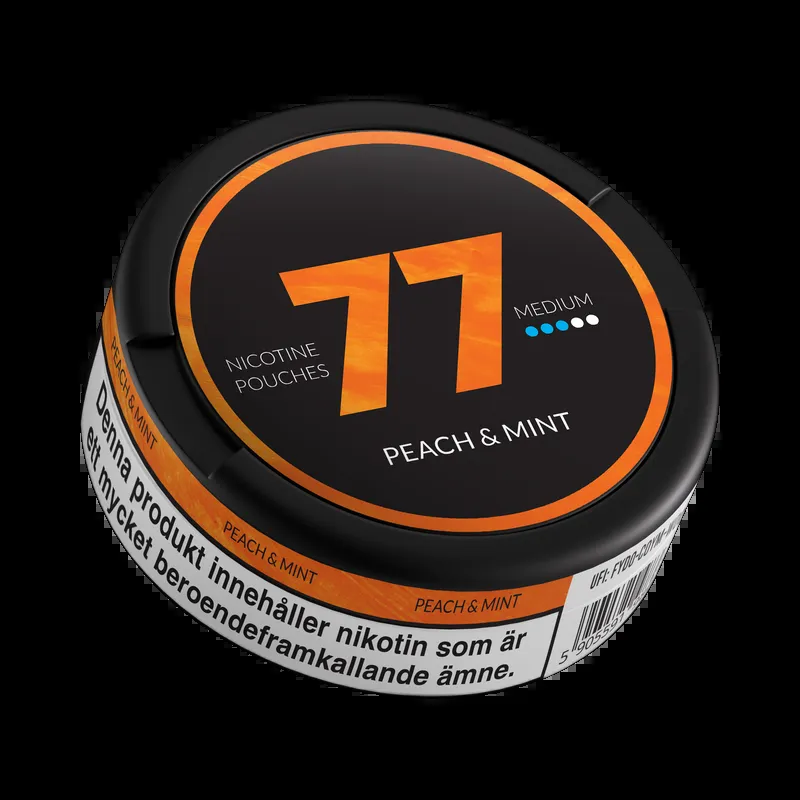 77
MEDIUM
NICOTINE
POUCHES
PEACH & MINT
PEACH & MINT
PEACH & MINT
PEACH & MINT
Denna produkt innehåller nikotin som är
ett mycket beroendeframkallande ämne.
UFI: